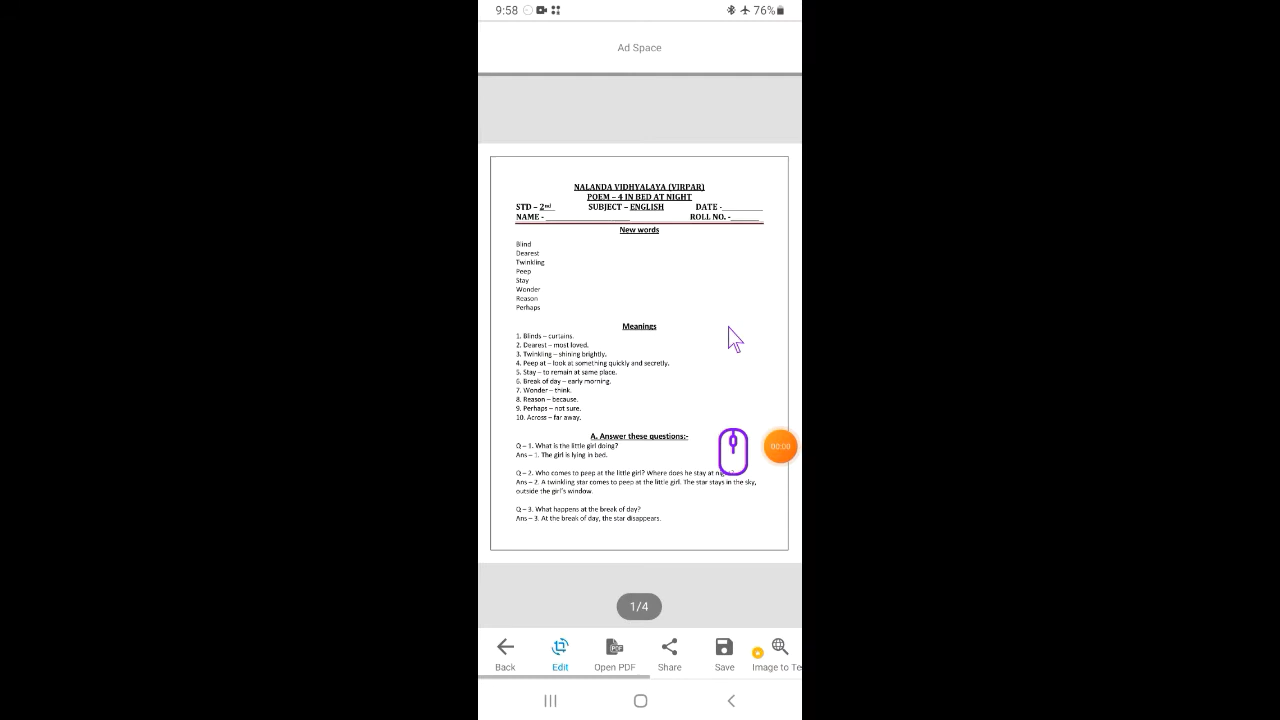 9:58 76%
Ad Space
NALANDA VIDHYALAYA (VIRPAR)
POEM – 4 IN BED AT NIGHT
STD – 2nd SUBJECT – ENGLISH DATE -__________
NAME - ____________________ ROLL NO. -_______
New words
Blind
Dearest
Twinkling
Peep
Stay
Wonder
Reason
Perhaps
Meanings
1. Blinds – curtains.
2. Dearest – most loved.
3. Twinkling – shining brightly.
4. Peep at – look at something quickly and secretly.
5. Stay – to remain at same place.
6. Break of day – early morning.
7. Wonder – think.
8. Reason – because.
9. Perhaps – not sure.
10. Across – far away.
A. Answer these questions:-
Q – 1. What is the little girl doing?
Ans – 1. The girl is lying in bed.
Q – 2. Who comes to peep at the little girl? Where does he stay at night?
Ans – 2. A twinkling star comes to peep at the little girl. The star stays in the sky,
outside the girl's window.
Q – 3. What happens at the break of day?
Ans – 3. At the break of day, the star disappears.
1/4
Back Edit Open PDF Share Save Image to Te